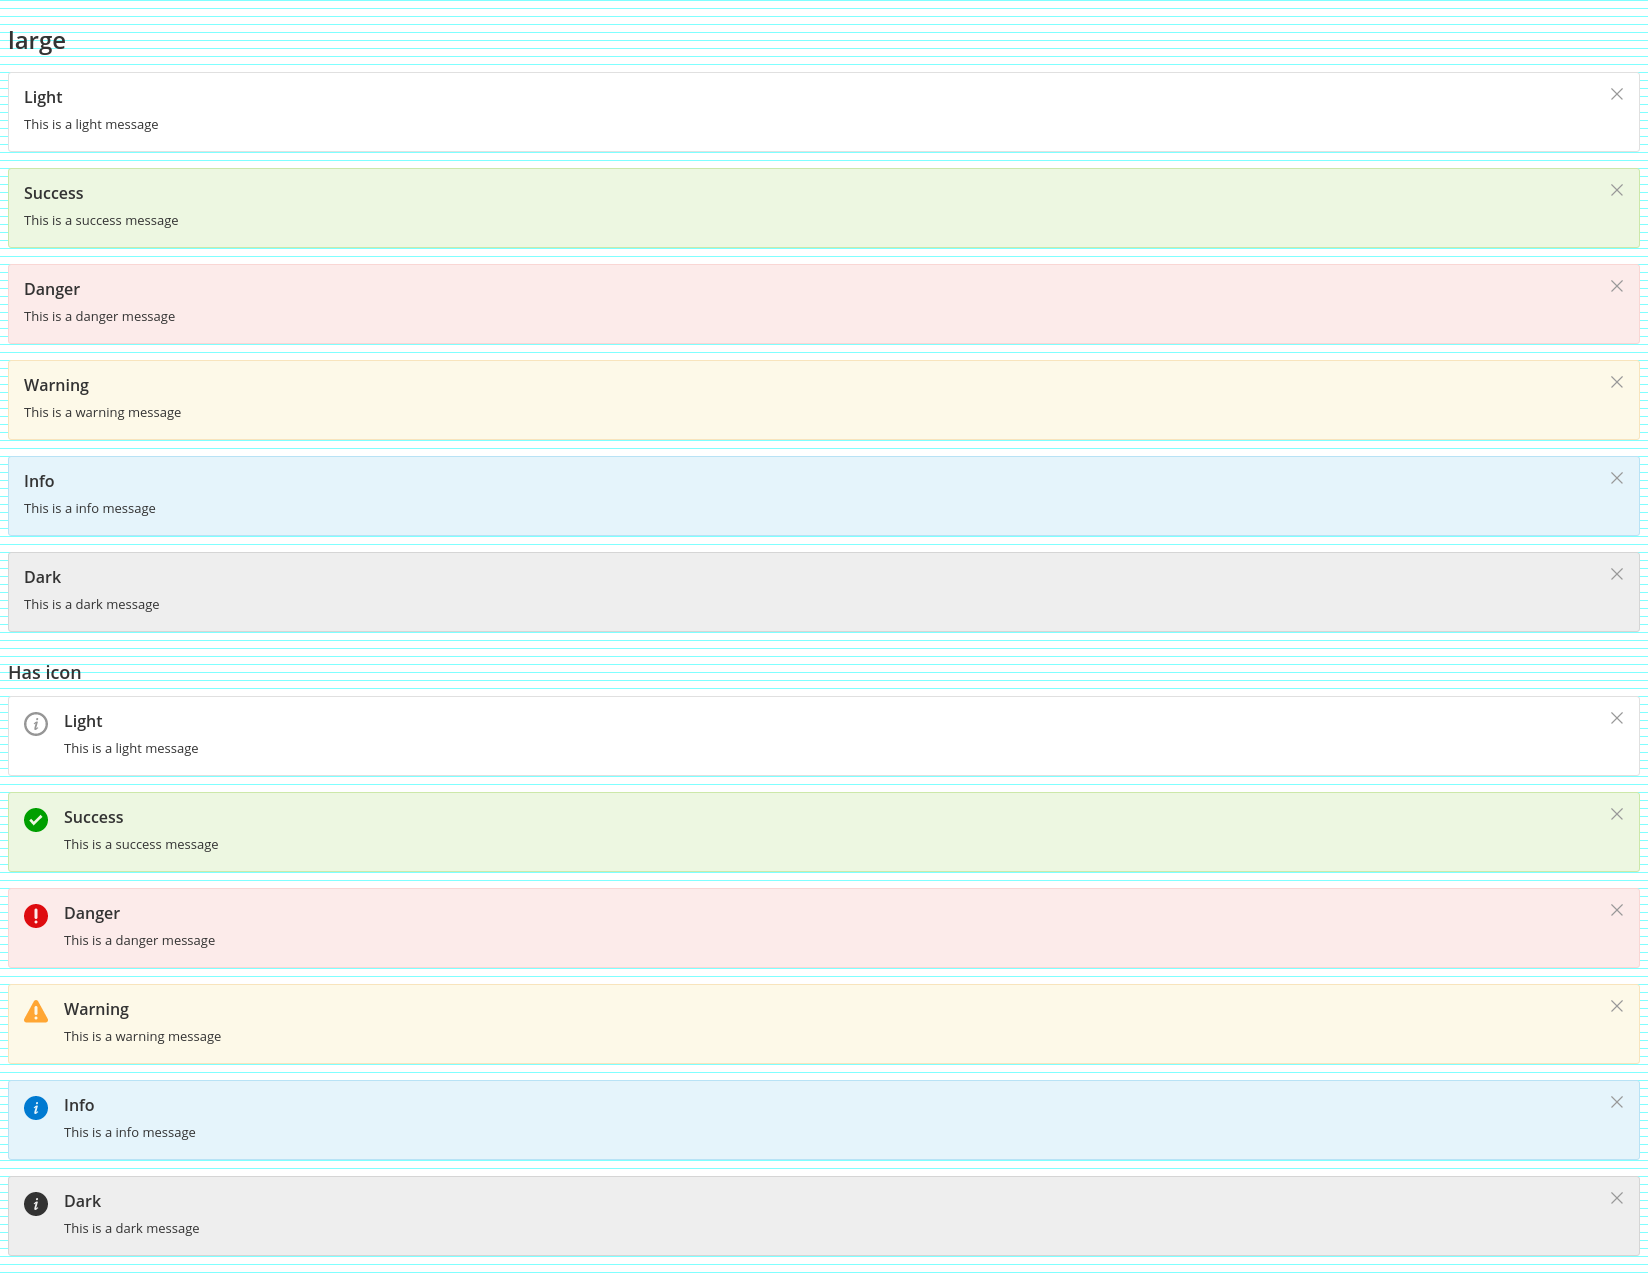 large
Light
This is a light message
Success
This is a success message
Danger
This is a danger message
Warning
This is a warning message
Info
This is a info message
Dark
This is a dark message
Has icon
Light
This is a light message
Success
This is a success message
Danger
This is a danger message
Warning
This is a warning message
Info
This is a info message
Dark
This is a dark message